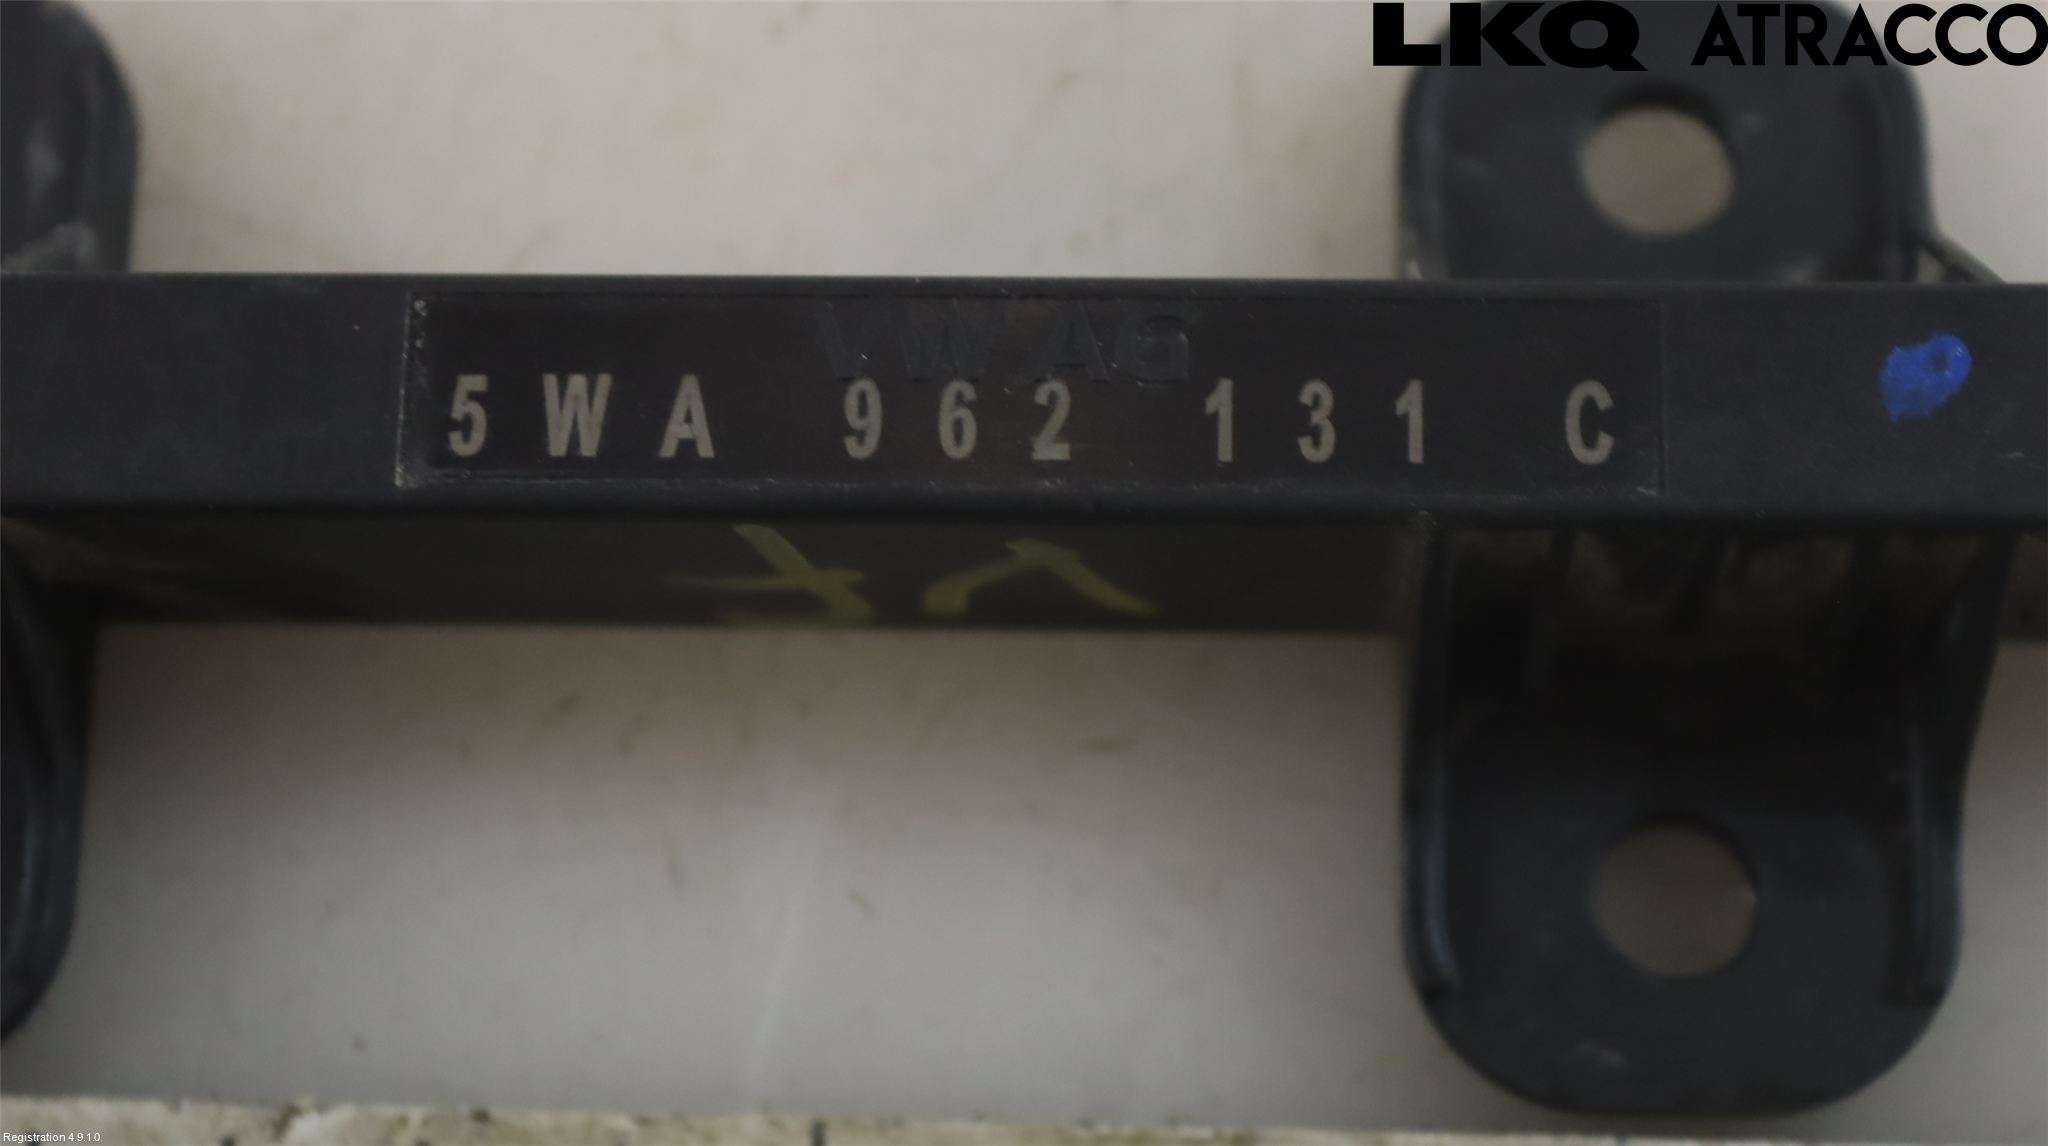 LKQ ATRACCO
VW AG
5WA 962 131 C
Registration 4.9.1.0